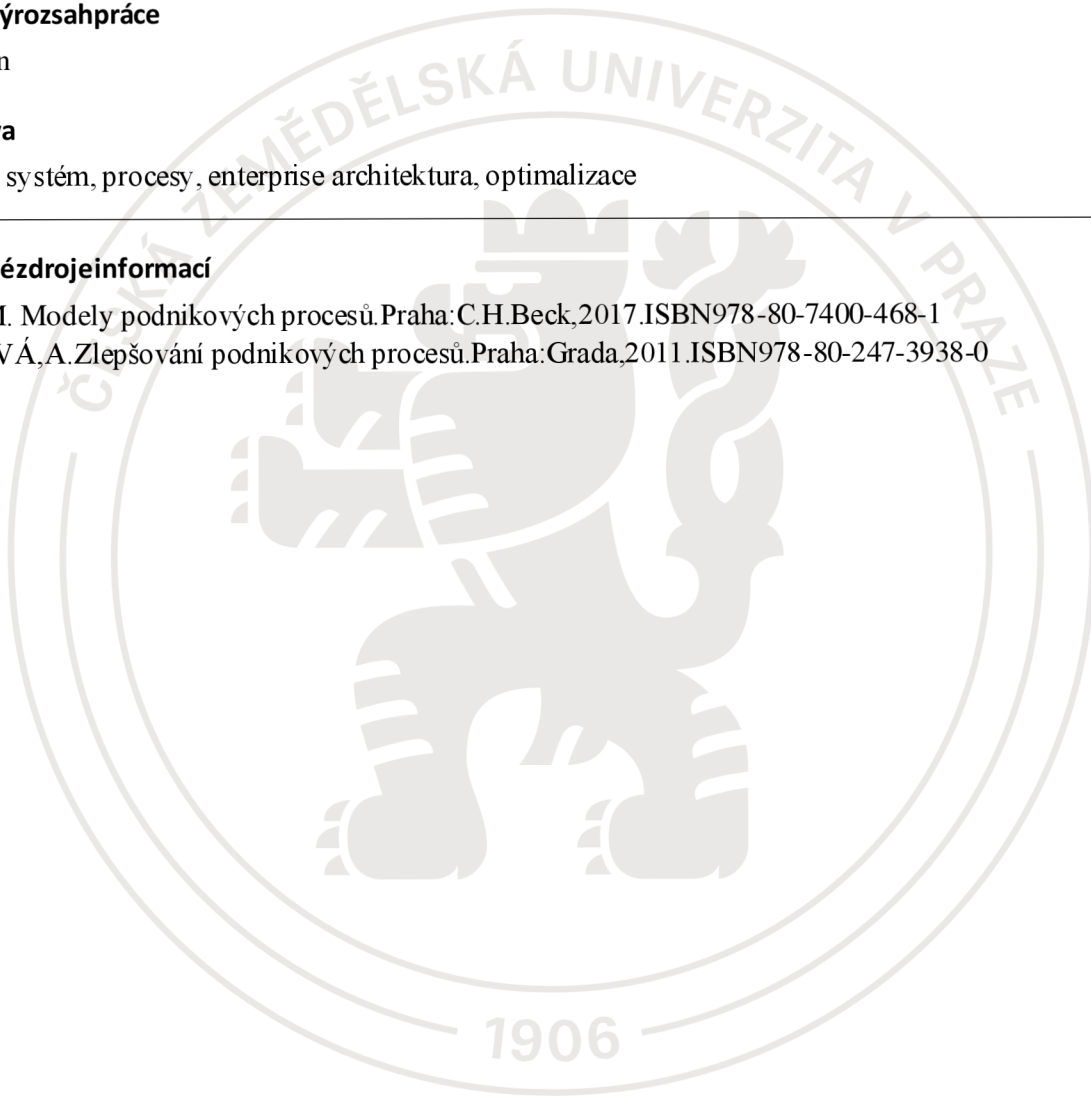 ýrozsahpráce
n
a
systém, procesy, enterprise architektura, optimalizace
ézdrojeinformací
M. Modely podnikových procesů.Praha:C.H.Beck,2017.ISBN978-80-7400-468-1
VÁ,A.Zlepšování podnikových procesů.Praha:Grada,2011.ISBN978-80-247-3938-0
ČESKÁ ZEMĚDĚLSKÁ UNIVERZITA V PRAZE
1906